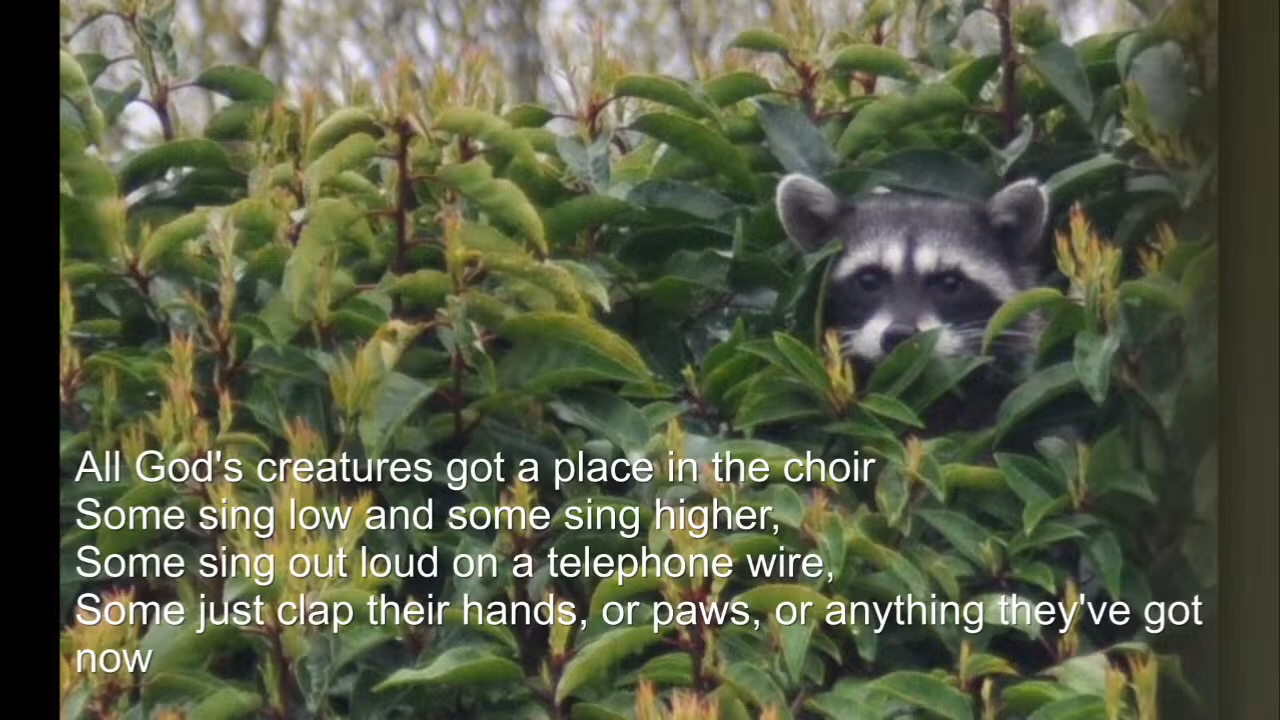 All God's creatures got a place in the choir
Some sing low and some sing higher,
Some sing out loud on a telephone wire,
Some just clap their hands, or paws, or anything they've got
now